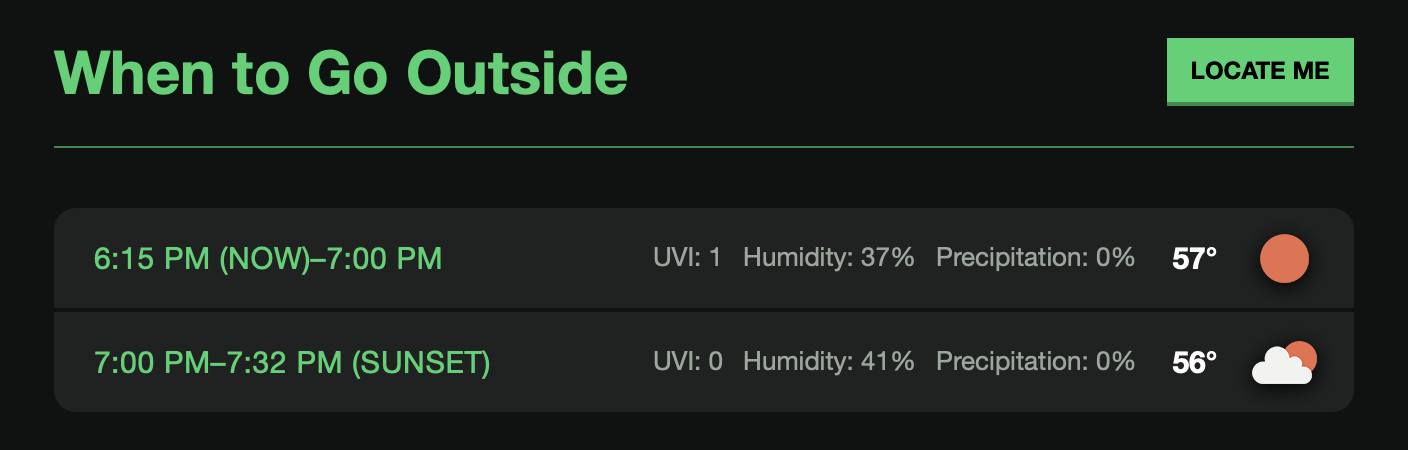 When to Go Outside
LOCATE ME
6:15 PM (NOW)–7:00 PM UVI: 1 Humidity: 37% Precipitation: 0% 57°
7:00 PM–7:32 PM (SUNSET) UVI: 0 Humidity: 41% Precipitation: 0% 56°